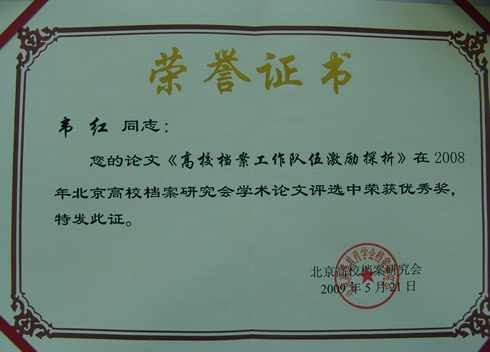 荣誉证书
韦红 同志：
您的论文《高校档案工作队伍激励探析》在2008
年北京高校档案研究会学术论文评选中荣获优秀奖，
特发此证。
北京高校档案研究会
2009年5月21日